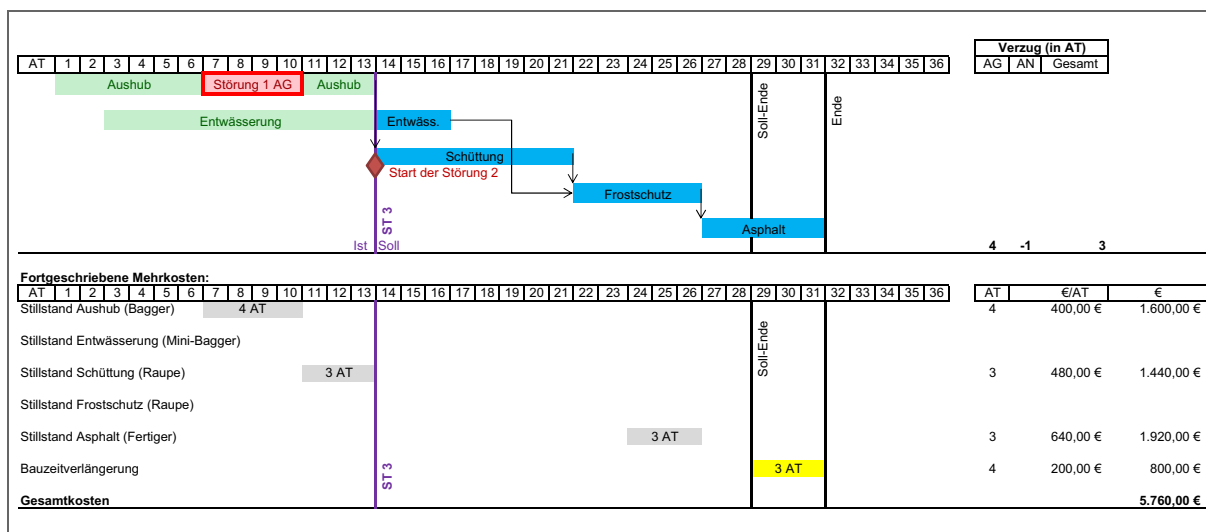 Verzug (in AT)
AT 1 2 3 4 5 6 7 8 9 10 11 12 13 14 15 16 17 18 19 20 21 22 23 24 25 26 27 28 29 30 31 32 33 34 35 36 AG AN Gesamt
Aushub Störung 1 AG Aushub
Soll-Ende
Ende
Entwässerung Entwäss.
Schüttung
Start der Störung 2
Frostschutz
ST 3
Asphalt
Ist Soll 4 -1 3
Fortgeschriebene Mehrkosten:
AT 1 2 3 4 5 6 7 8 9 10 11 12 13 14 15 16 17 18 19 20 21 22 23 24 25 26 27 28 29 30 31 32 33 34 35 36 AT €/AT €
Stillstand Aushub (Bagger) 4 AT 4 400,00 € 1.600,00 €
Stillstand Entwässerung (Mini-Bagger)
Soll-Ende
Stillstand Schüttung (Raupe) 3 AT 3 480,00 € 1.440,00 €
Stillstand Frostschutz (Raupe)
Stillstand Asphalt (Fertiger) 3 AT 3 640,00 € 1.920,00 €
Bauzeitverlängerung 3 AT 4 200,00 € 800,00 €
ST 3
Gesamtkosten 5.760,00 €